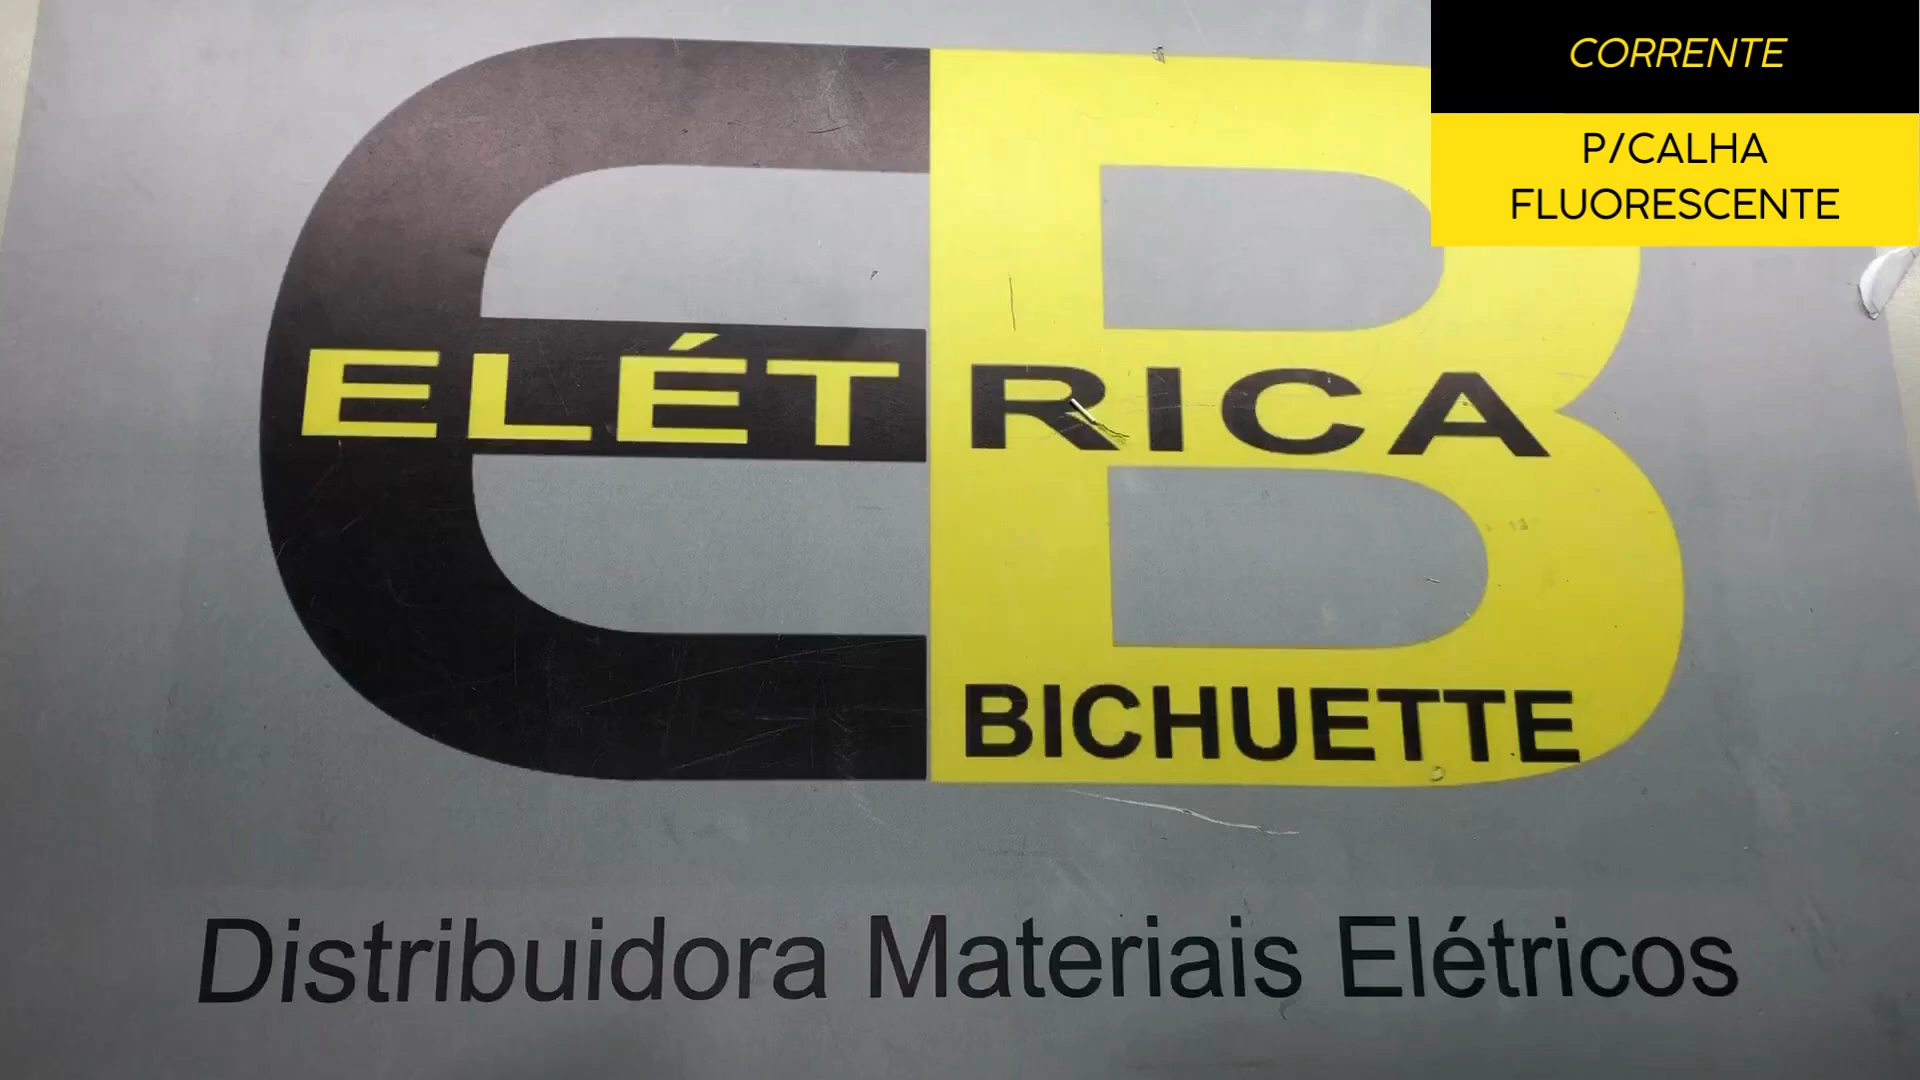 CORRENTE
P/CALHA
FLUORESCENTE
ELÉTRICA
BICHUETTE
Distribuidora Materiais Elétricos